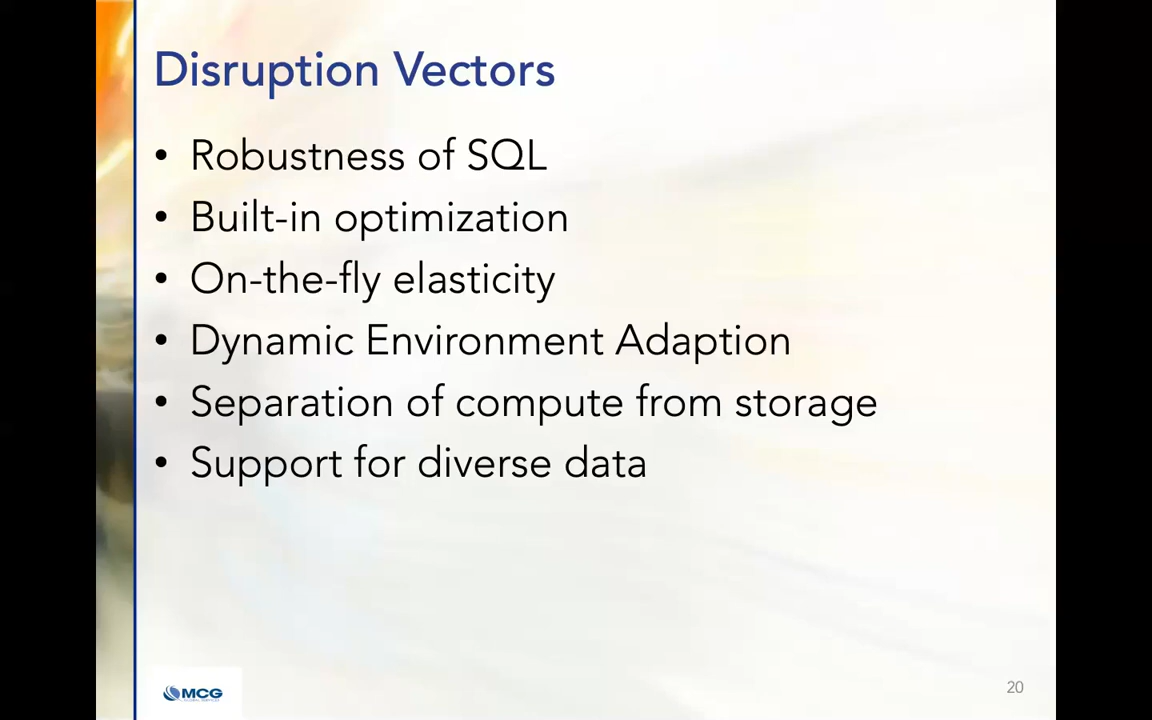 Disruption Vectors
• Robustness of SQL
• Built-in optimization
• On-the-fly elasticity
• Dynamic Environment Adaption
• Separation of compute from storage
• Support for diverse data
MCG
20